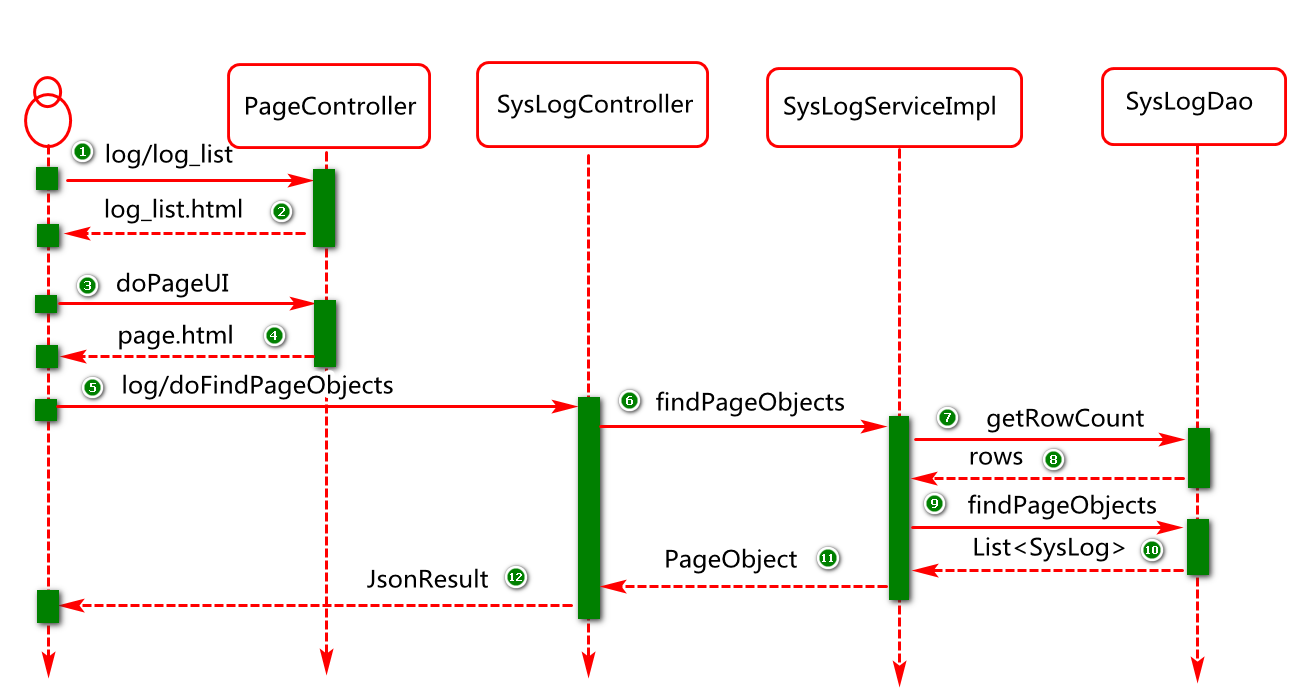 PageController
SysLogController
SysLogServiceImpl
SysLogDao
1 log/log_list
log_list.html 2
3 doPageUI
page.html 4
5 log/doFindPageObjects
6 findPageObjects
7 getRowCount
rows 8
9 findPageObjects
List<SysLog> 10
PageObject 11
JsonResult 12